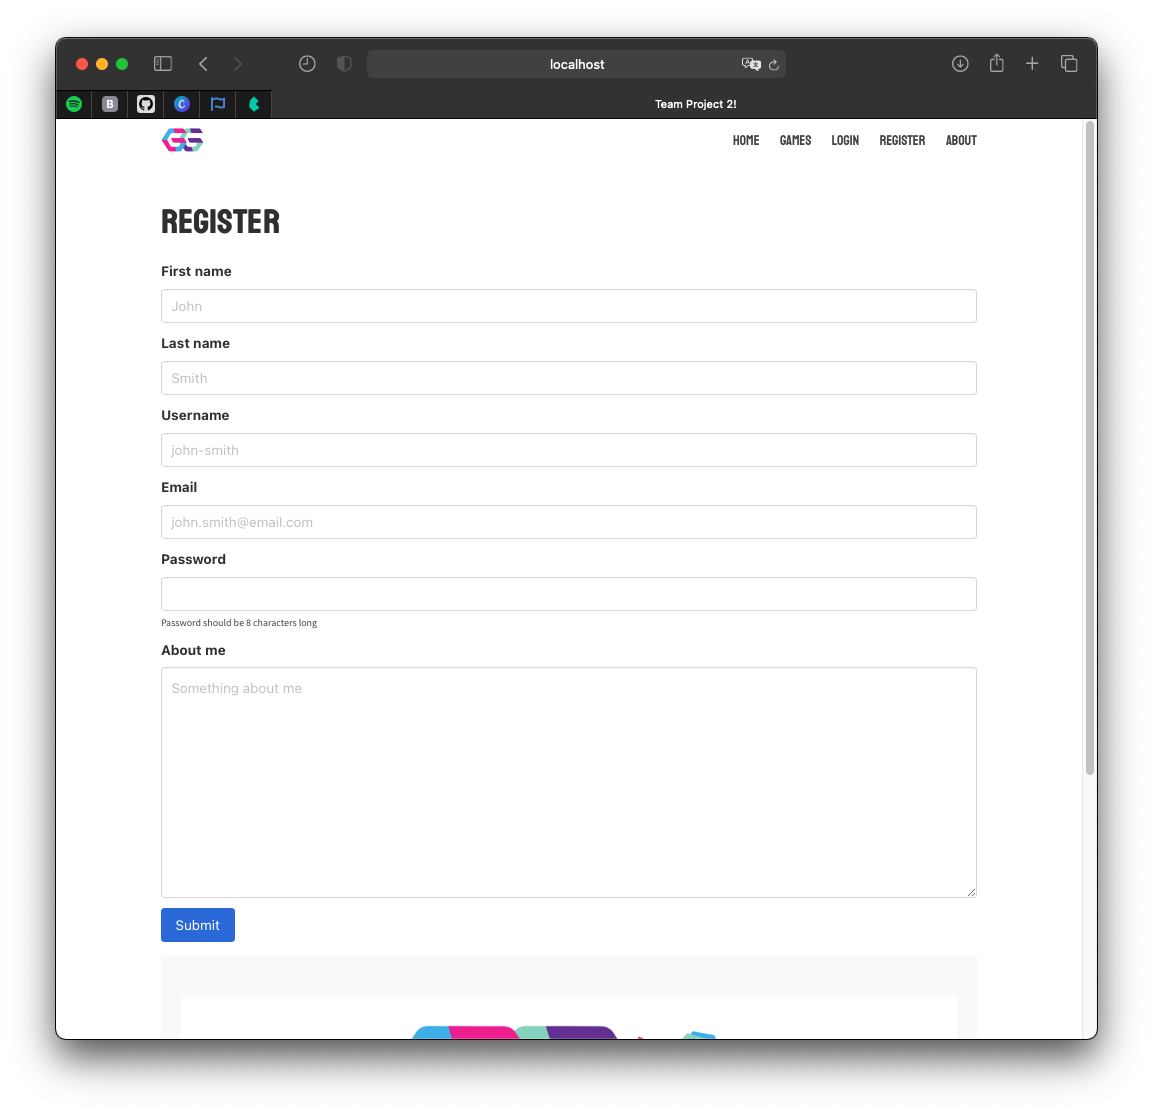 localhost
B
C
Team Project 2!
GS
HOME GAMES LOGIN REGISTER ABOUT
REGISTER
First name
John
Last name
Smith
Username
john-smith
Email
john.smith@email.com
Password
Password should be 8 characters long
About me
Something about me
Submit